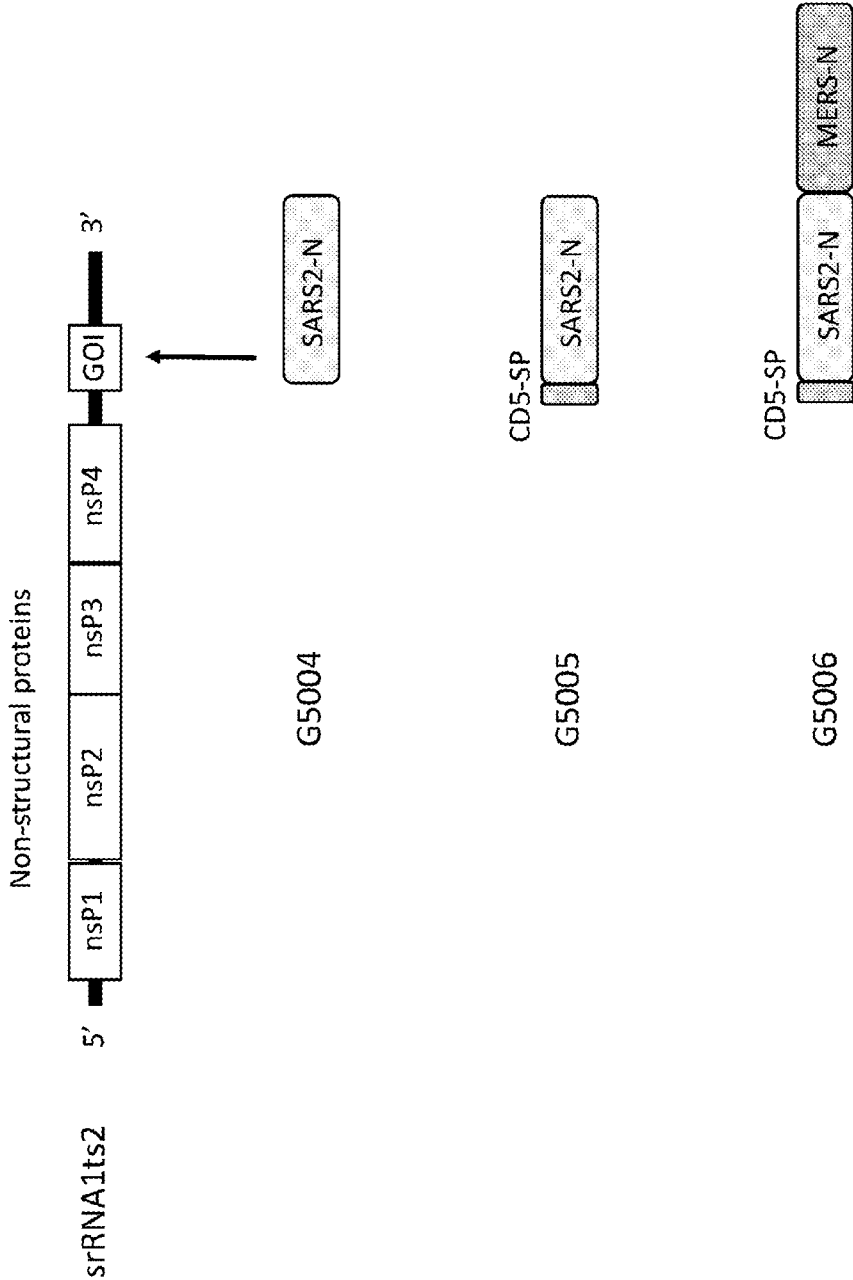 Non-structural proteins
srRNA1ts2
5’
nsP1
nsP2
nsP3
nsP4
GOI
3’
G5004
SARS2-N
G5005
CD5-SP
SARS2-N
G5006
CD5-SP
SARS2-N
MERS-N